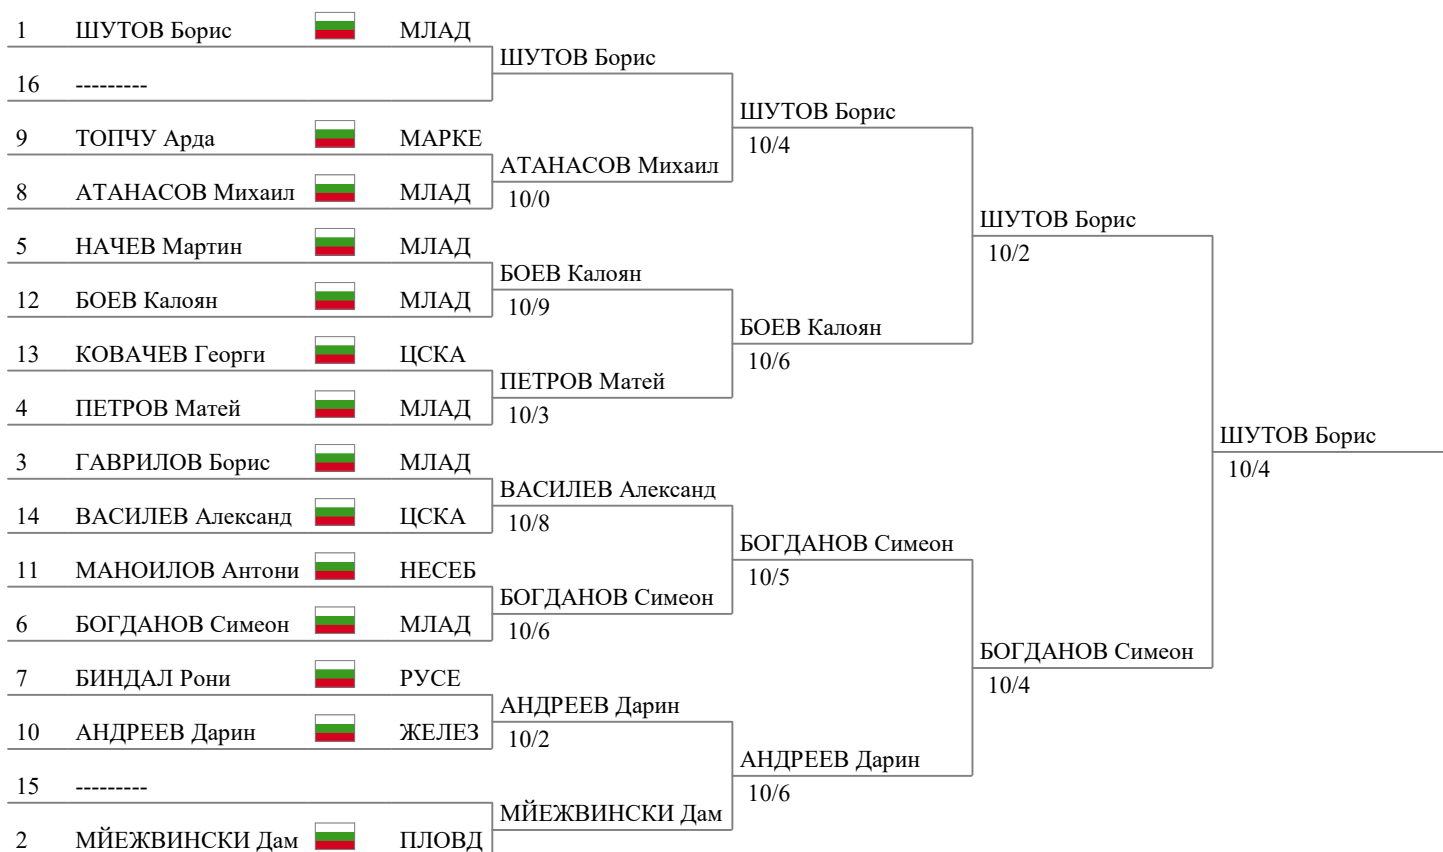 1 ШУТОВ Борис МЛАД
ШУТОВ Борис
16 ---------
ШУТОВ Борис
9 ТОПЧУ Арда МАРКЕ
10/4
АТАНАСОВ Михаил
8 АТАНАСОВ Михаил МЛАД
10/0
ШУТОВ Борис
5 НАЧЕВ Мартин МЛАД
10/2
БОЕВ Калоян
12 БОЕВ Калоян МЛАД
10/9
БОЕВ Калоян
13 КОВАЧЕВ Георги ЦСКА
10/6
ПЕТРОВ Матей
4 ПЕТРОВ Матей МЛАД
10/3
ШУТОВ Борис
3 ГАВРИЛОВ Борис МЛАД
10/4
ВАСИЛЕВ Александ
14 ВАСИЛЕВ Александ ЦСКА
10/8
БОГДАНОВ Симеон
11 МАНОИЛОВ Антони НЕСЕБ
10/5
БОГДАНОВ Симеон
6 БОГДАНОВ Симеон МЛАД
10/6
БОГДАНОВ Симеон
7 БИНДАЛ Рони РУСЕ
10/4
АНДРЕЕВ Дарин
10 АНДРЕЕВ Дарин ЖЕЛЕЗ
10/2
АНДРЕЕВ Дарин
15 ---------
10/6
МЙЕЖВИНСКИ Дам
2 МЙЕЖВИНСКИ Дам ПЛОВД